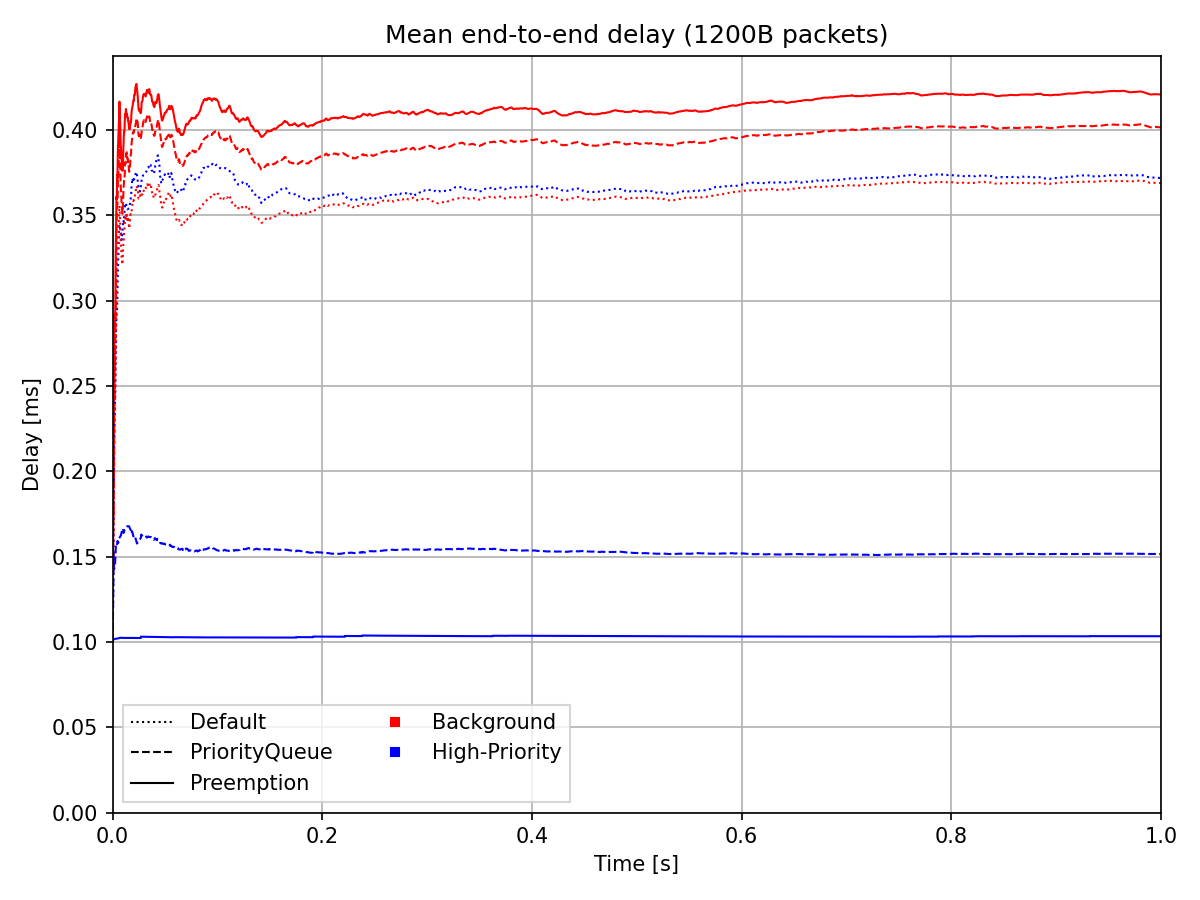 Mean end-to-end delay (1200B packets)
Delay [ms]
0.40
0.35
0.30
0.25
0.20
0.15
0.10
0.05
0.00
Default
PriorityQueue
Preemption
Background
High-Priority
0.0 0.2 0.4 0.6 0.8 1.0
Time [s]